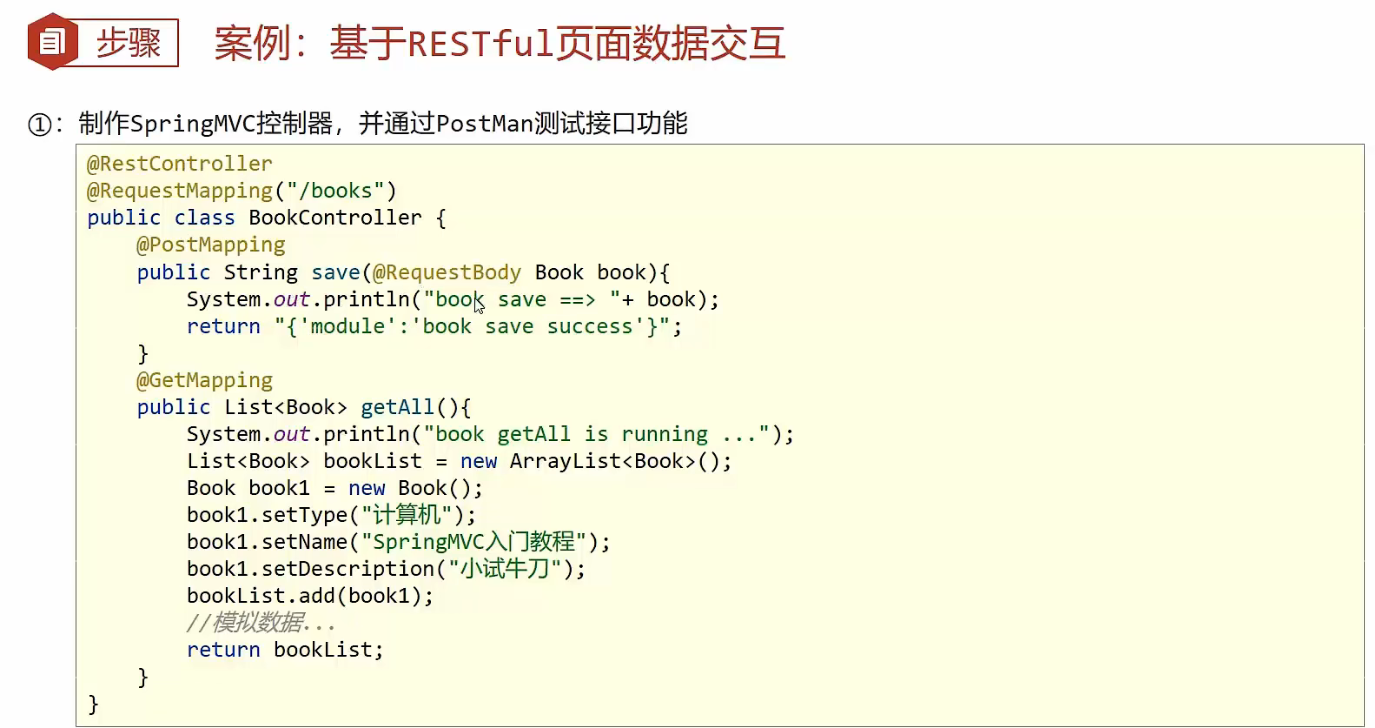 步骤 案例：基于RESTful页面数据交互
①：制作SpringMVC控制器，并通过PostMan测试接口功能
@RestController
@RequestMapping("/books")
public class BookController {
    @PostMapping
    public String save(@RequestBody Book book){
        System.out.println("book save ==> "+ book);
        return "{'module':'book save success'}";
    }
    @GetMapping
    public List<Book> getAll(){
        System.out.println("book getAll is running ...");
        List<Book> bookList = new ArrayList<Book>();
        Book book1 = new Book();
        book1.setType("计算机");
        book1.setName("SpringMVC入门教程");
        book1.setDescription("小试牛刀");
        bookList.add(book1);
        //模拟数据...
        return bookList;
    }
}